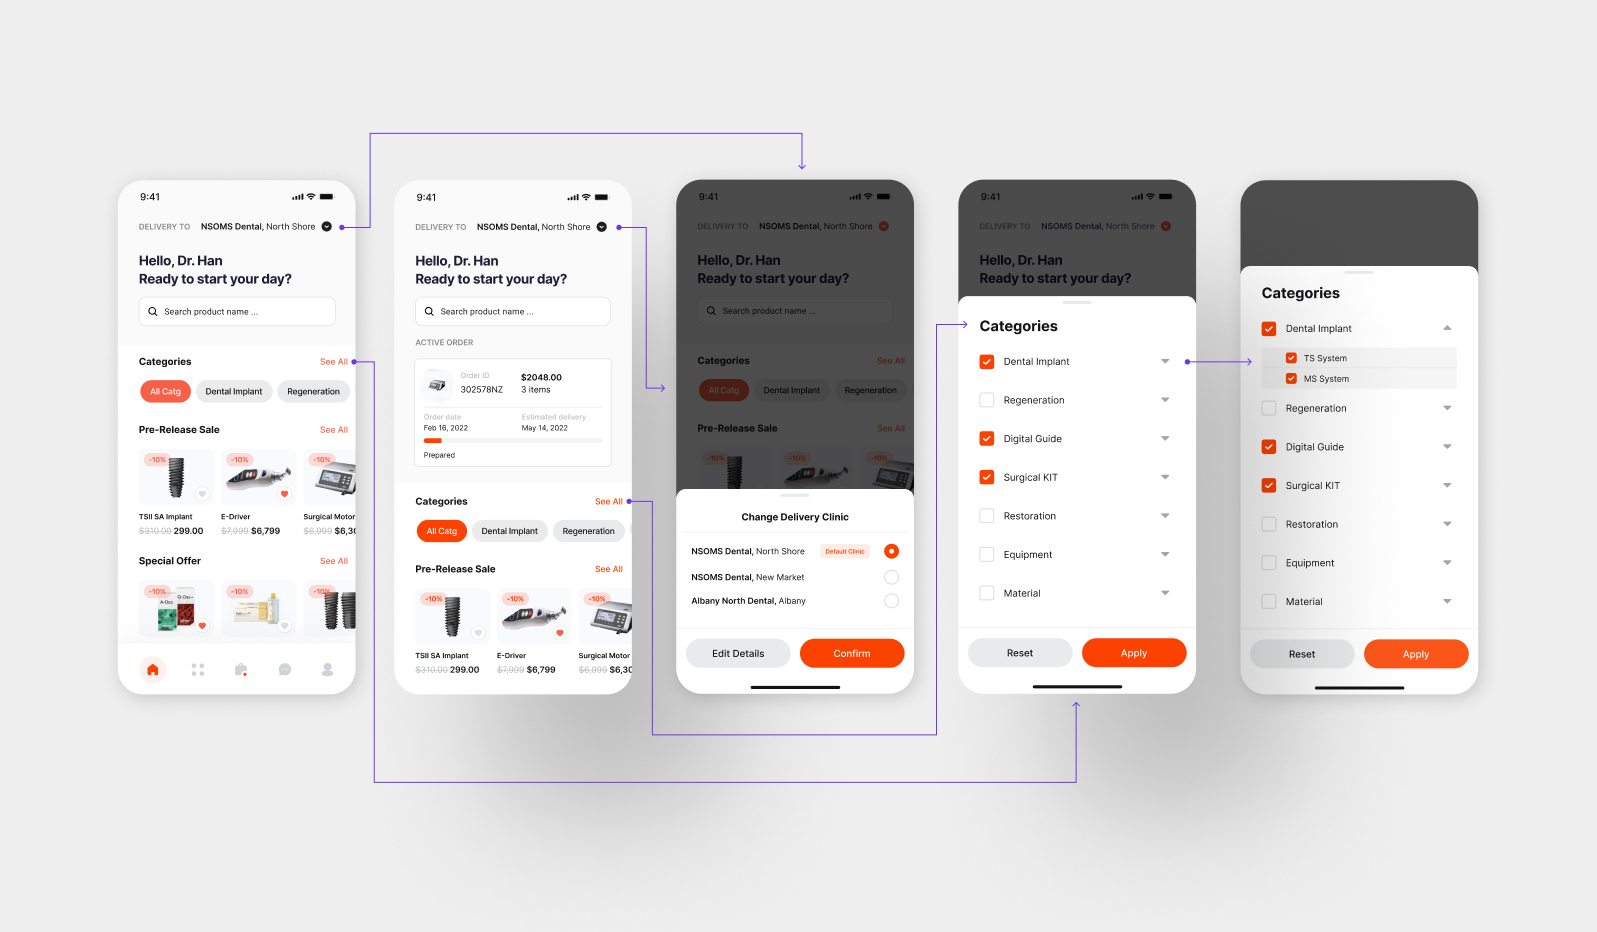 9:41
DELIVERY TO NSOMS Dental, North Shore
Hello, Dr. Han
Ready to start your day?
Search product name ...
Categories See All
All Catg Dental Implant Regeneration
Pre-Release Sale See All
-10% -10% -10%
TSII SA Implant E-Driver Surgical Motor
$310.00 299.00 $7,999 $6,799 $6,999 $6,30
Special Offer See All
-10% -10% -10%
A-Oss Q-Oss+
9:41
DELIVERY TO NSOMS Dental, North Shore
Hello, Dr. Han
Ready to start your day?
Search product name ...
ACTIVE ORDER
Order ID $2048.00
302578NZ 3 items
Order date Estimated delivery
Feb 16, 2022 May 14, 2022
Prepared
Categories See All
All Catg Dental Implant Regeneration
Pre-Release Sale See All
-10% -10% -10%
TSII SA Implant E-Driver Surgical Motor
$310.00 299.00 $7,999 $6,799 $6,999 $6,30
9:41
DELIVERY TO NSOMS Dental, North Shore
Hello, Dr. Han
Ready to start your day?
Search product name ...
Categories See All
All Catg Dental Implant Regeneration
Pre-Release Sale See All
-10% -10% -10%
Change Delivery Clinic
NSOMS Dental, North Shore Default Clinic
NSOMS Dental, New Market
Albany North Dental, Albany
Edit Details Confirm
9:41
DELIVERY TO NSOMS Dental, North Shore
Hello, Dr. Han
Ready to start your day?
Categories
Dental Implant
Regeneration
Digital Guide
Surgical KIT
Restoration
Equipment
Material
Reset Apply
Categories
Dental Implant
TS System
MS System
Regeneration
Digital Guide
Surgical KIT
Restoration
Equipment
Material
Reset Apply